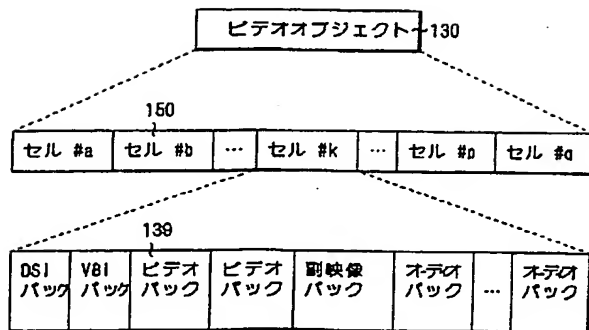 ビデオオブジェクト 130
150
セル #a セル #b … セル #k … セル #p セル #q
139
DSI VBI ビデオ ビデオ 副映像 オーデオ オーデオ
パック パック パック パック パック パック … パック